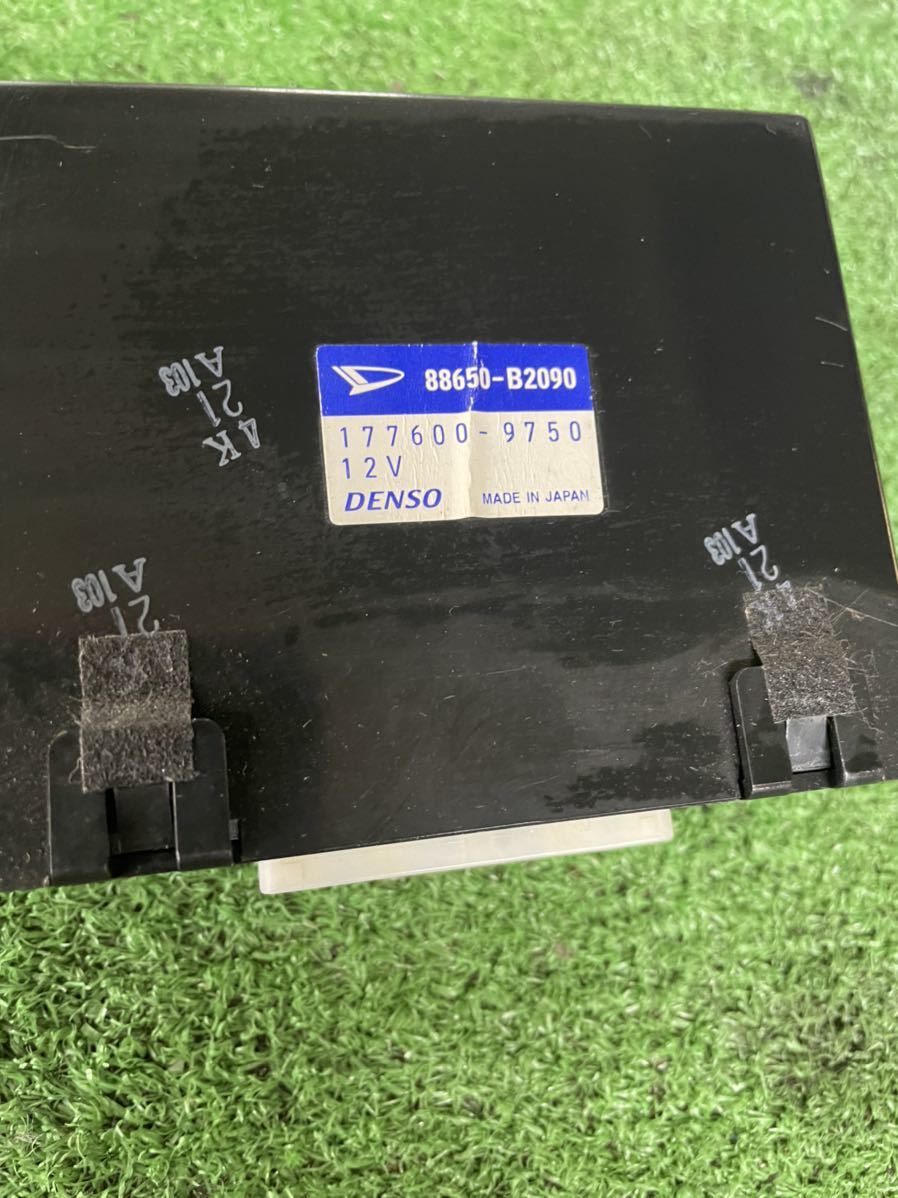 88650-B2090
177600-9750
12V
DENSO MADE IN JAPAN
4K
21
A103
21
A103
21
A103